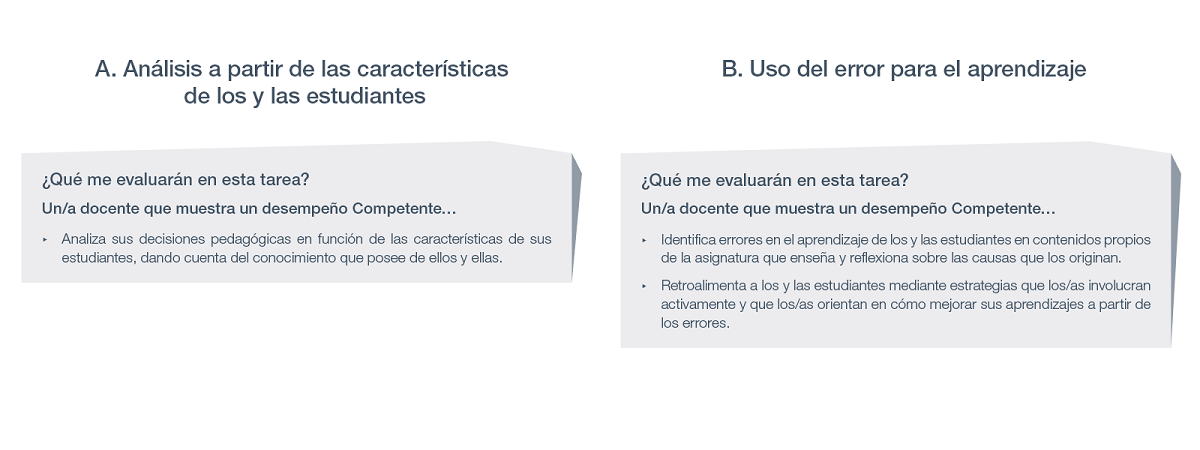 A. Análisis a partir de las características
de los y las estudiantes
¿Qué me evaluarán en esta tarea?
Un/a docente que muestra un desempeño Competente...
‣ Analiza sus decisiones pedagógicas en función de las características de sus
estudiantes, dando cuenta del conocimiento que posee de ellos y ellas.
B. Uso del error para el aprendizaje
¿Qué me evaluarán en esta tarea?
Un/a docente que muestra un desempeño Competente...
‣ Identifica errores en el aprendizaje de los y las estudiantes en contenidos propios
de la asignatura que enseña y reflexiona sobre las causas que los originan.
‣ Retroalimenta a los y las estudiantes mediante estrategias que los/as involucran
activamente y que los/as orientan en cómo mejorar sus aprendizajes a partir de
los errores.